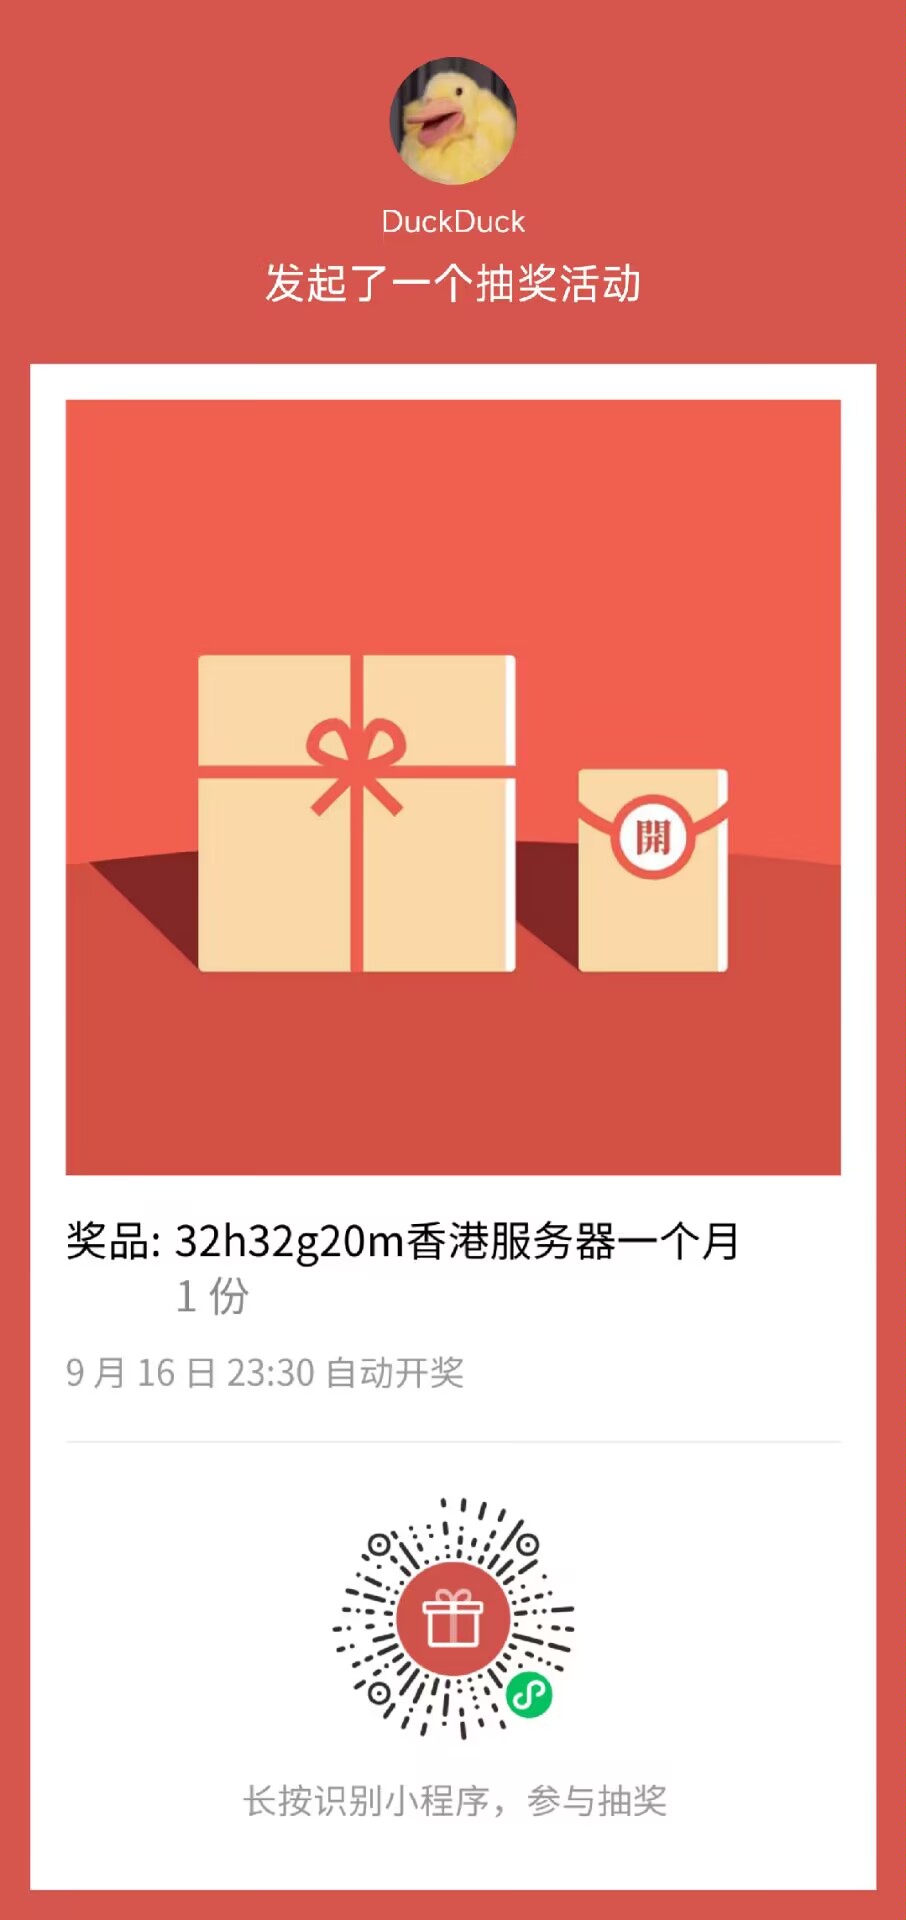 DuckDuck
发起了一个抽奖活动
開
奖品: 32h32g20m香港服务器一个月
1 份
9 月 16 日 23:30 自动开奖
长按识别小程序，参与抽奖